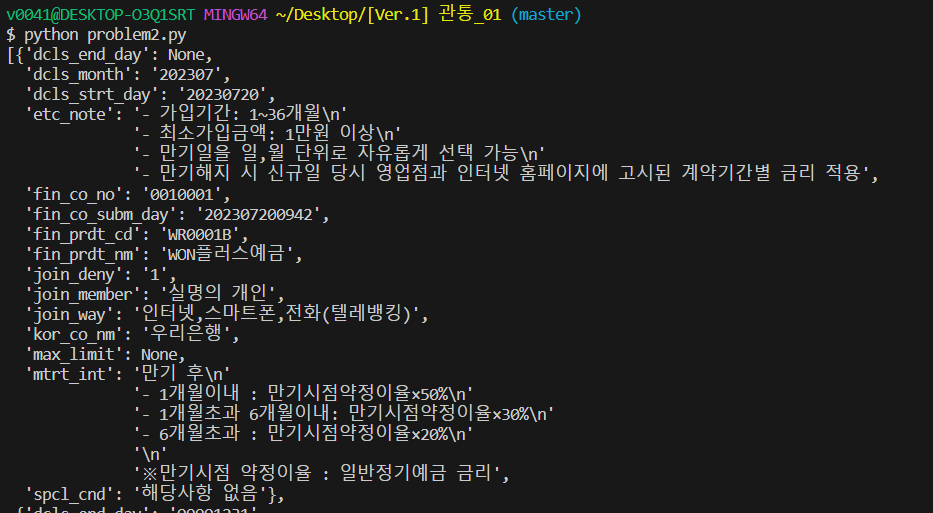 v0041@DESKTOP-O3Q1SRT MINGW64 ~/Desktop/[Ver.1] 관통_01 (master)
$ python problem2.py
[{'dcls_end_day': None,
  'dcls_month': '202307',
  'dcls_strt_day': '20230720',
  'etc_note': '- 가입기간: 1~36개월\n'
              '- 최소가입금액: 1만원 이상\n'
              '- 만기일을 일,월 단위로 자유롭게 선택 가능\n'
              '- 만기해지 시 신규일 당시 영업점과 인터넷 홈페이지에 고시된 계약기간별 금리 적용',
  'fin_co_no': '0010001',
  'fin_co_subm_day': '202307200942',
  'fin_prdt_cd': 'WR0001B',
  'fin_prdt_nm': 'WON플러스예금',
  'join_deny': '1',
  'join_member': '실명의 개인',
  'join_way': '인터넷,스마트폰,전화(텔레뱅킹)',
  'kor_co_nm': '우리은행',
  'max_limit': None,
  'mtrt_int': '만기 후\n'
              '- 1개월이내 : 만기시점약정이율×50%\n'
              '- 1개월초과 6개월이내: 만기시점약정이율×30%\n'
              '- 6개월초과 : 만기시점약정이율×20%\n'
              '\n'
              '※만기시점 약정이율 : 일반정기예금 금리',
  'spcl_cnd': '해당사항 없음'},
 {'dcls_end_day': '99991231',